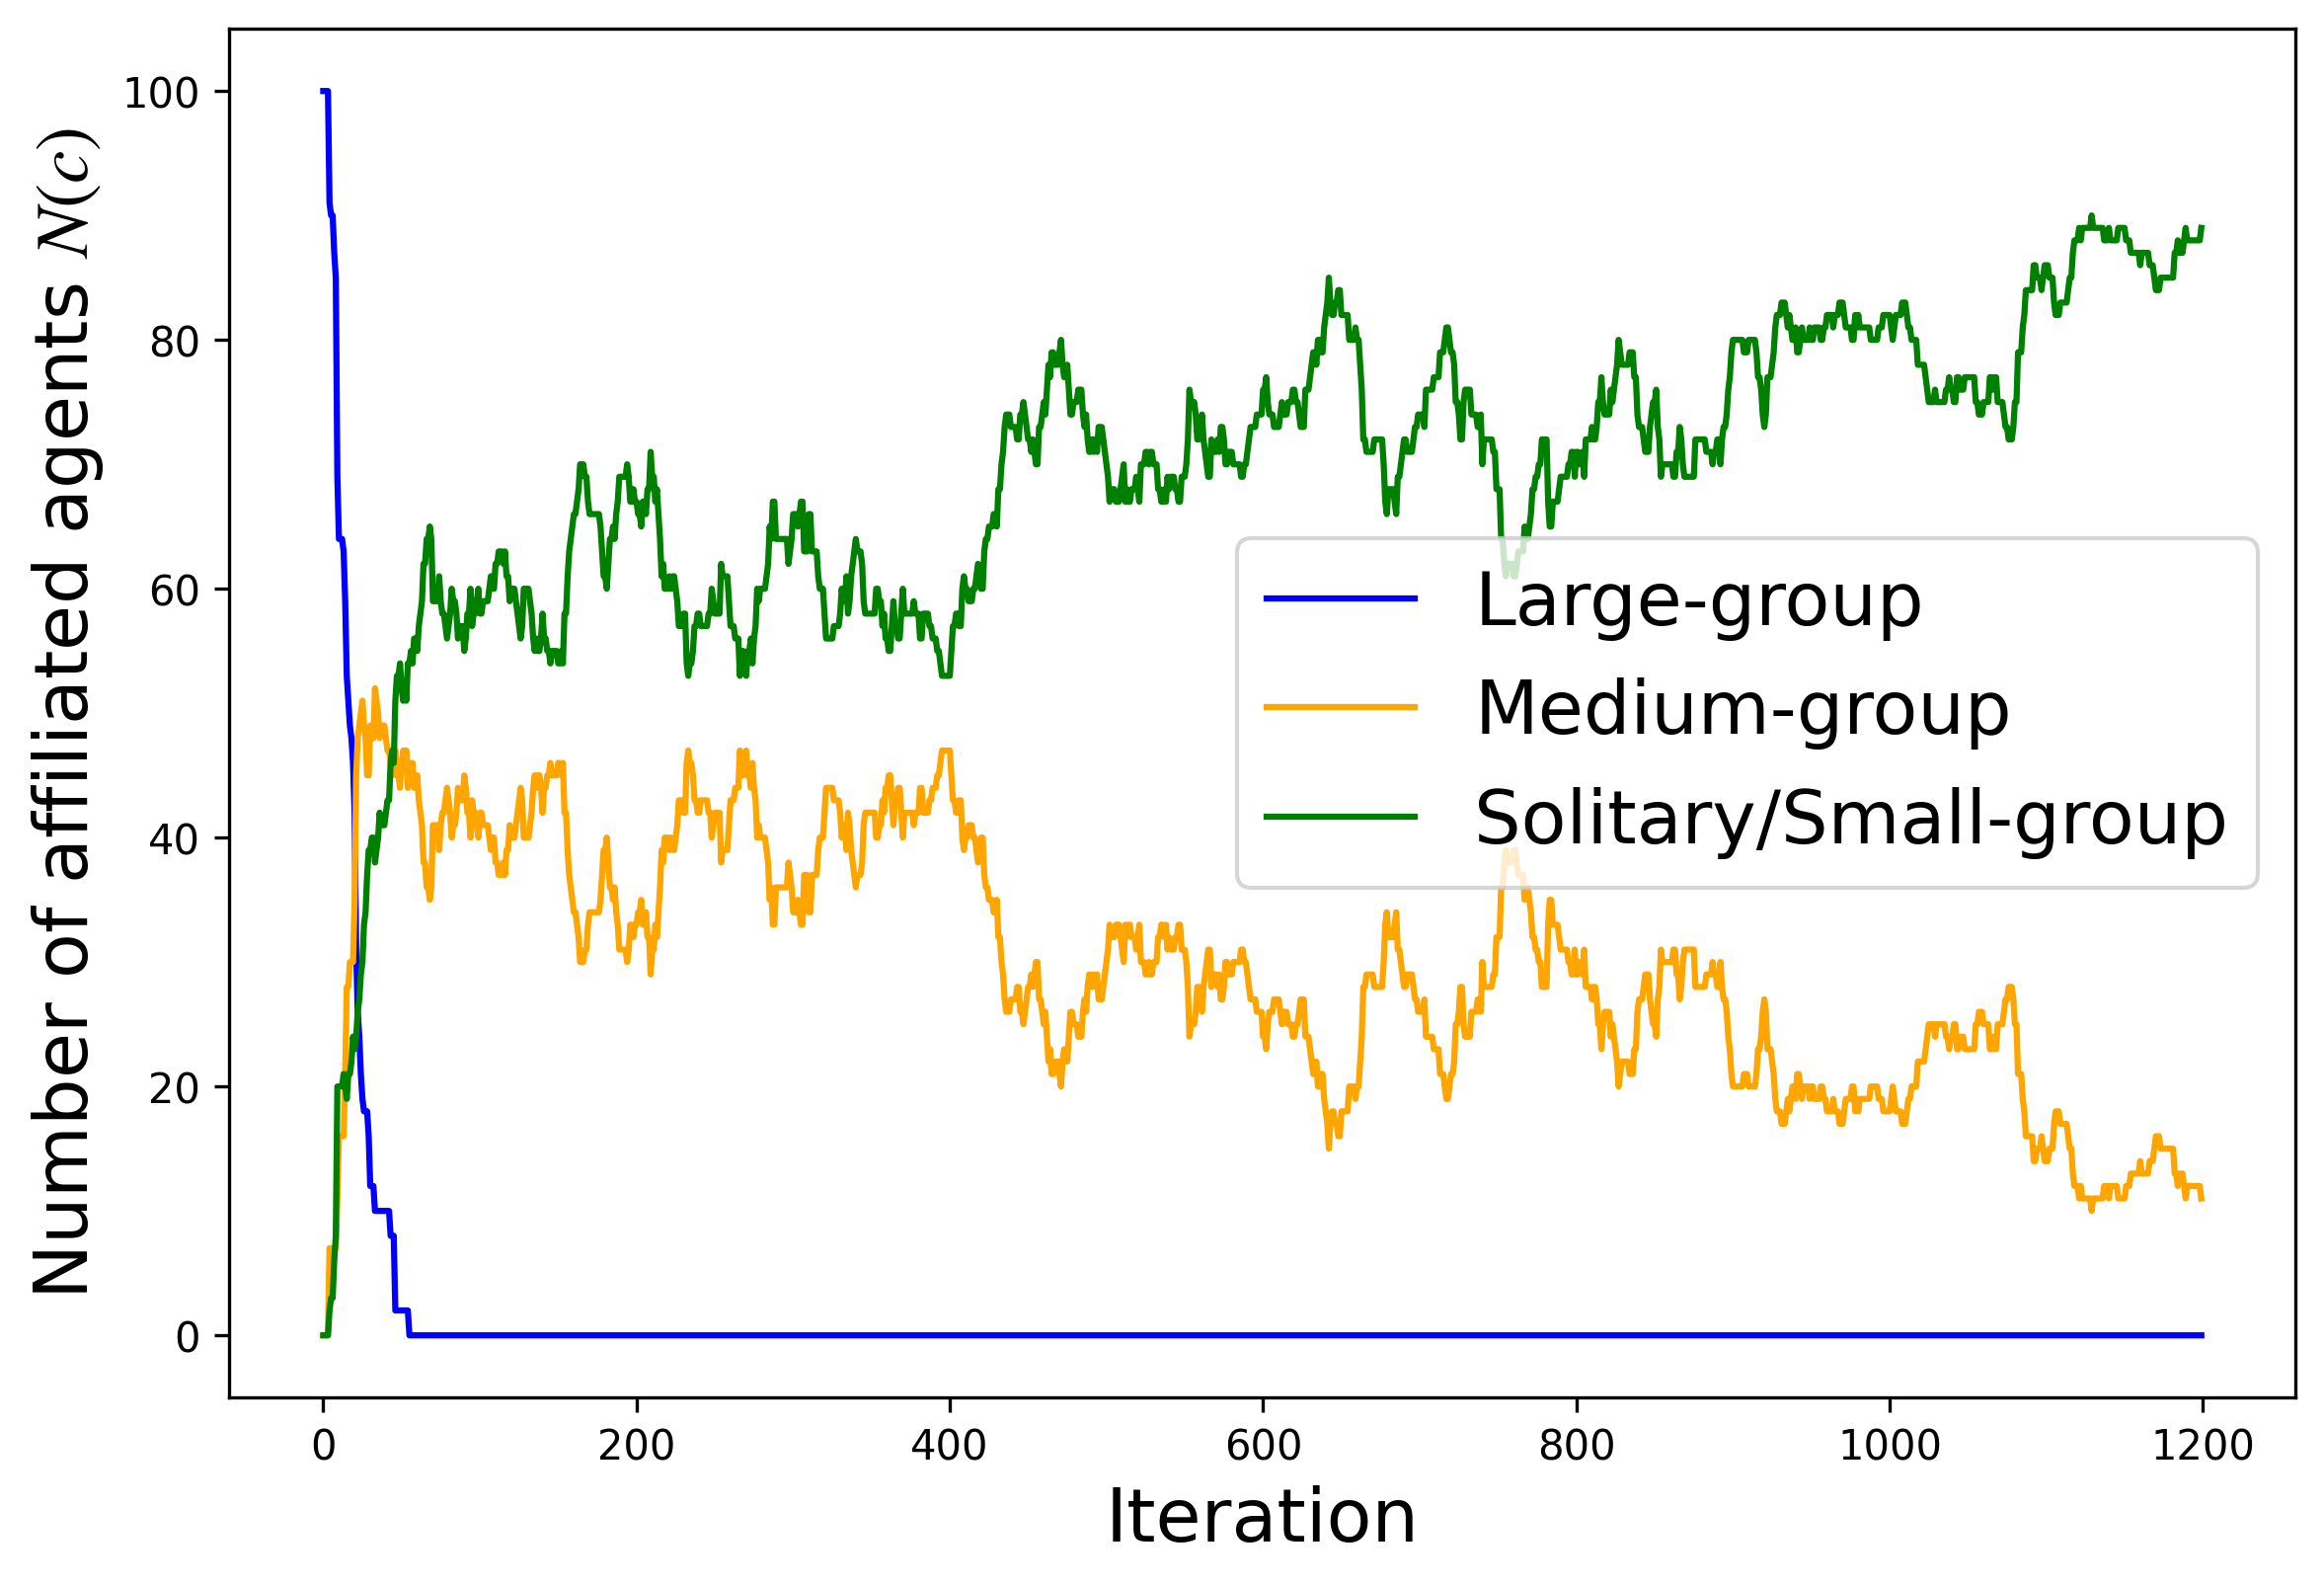 Number of affiliated agents N(c)
100
80
60
40
20
0
Large-group
Medium-group
Solitary/Small-group
0 200 400 600 800 1000 1200
Iteration